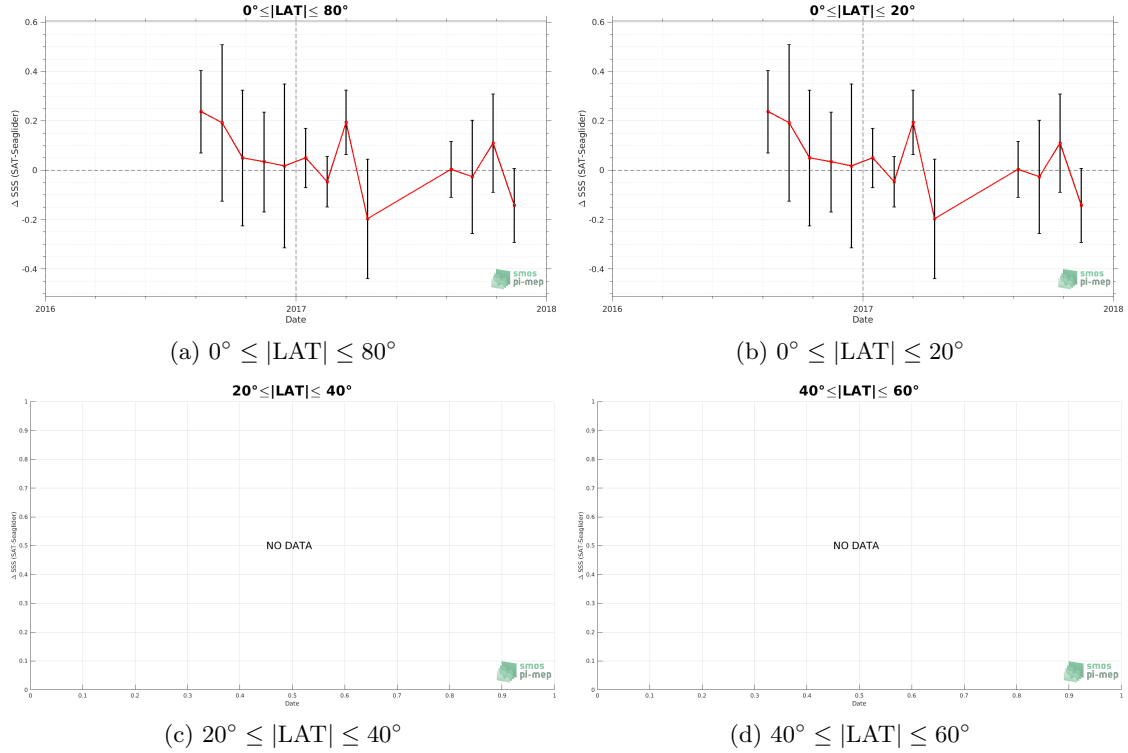 0°≤|LAT|≤ 80°
0.6
0.4
0.2
0
-0.2
-0.4
Δ SSS (SAT-Seaglider)
2016
2017
2018
Date
smos
pi-mep
(a) 0° ≤ |LAT| ≤ 80°
0°≤|LAT|≤ 20°
0.6
0.4
0.2
0
-0.2
-0.4
Δ SSS (SAT-Seaglider)
2016
2017
2018
Date
smos
pi-mep
(b) 0° ≤ |LAT| ≤ 20°
20°≤|LAT|≤ 40°
1
0.9
0.8
0.7
0.6
0.5
0.4
0.3
0.2
0.1
0
Δ SSS (SAT-Seaglider)
NO DATA
0 0.1 0.2 0.3 0.4 0.5 0.6 0.7 0.8 0.9 1
Date
smos
pi-mep
(c) 20° ≤ |LAT| ≤ 40°
40°≤|LAT|≤ 60°
1
0.9
0.8
0.7
0.6
0.5
0.4
0.3
0.2
0.1
0
Δ SSS (SAT-Seaglider)
NO DATA
0 0.1 0.2 0.3 0.4 0.5 0.6 0.7 0.8 0.9 1
Date
smos
pi-mep
(d) 40° ≤ |LAT| ≤ 60°